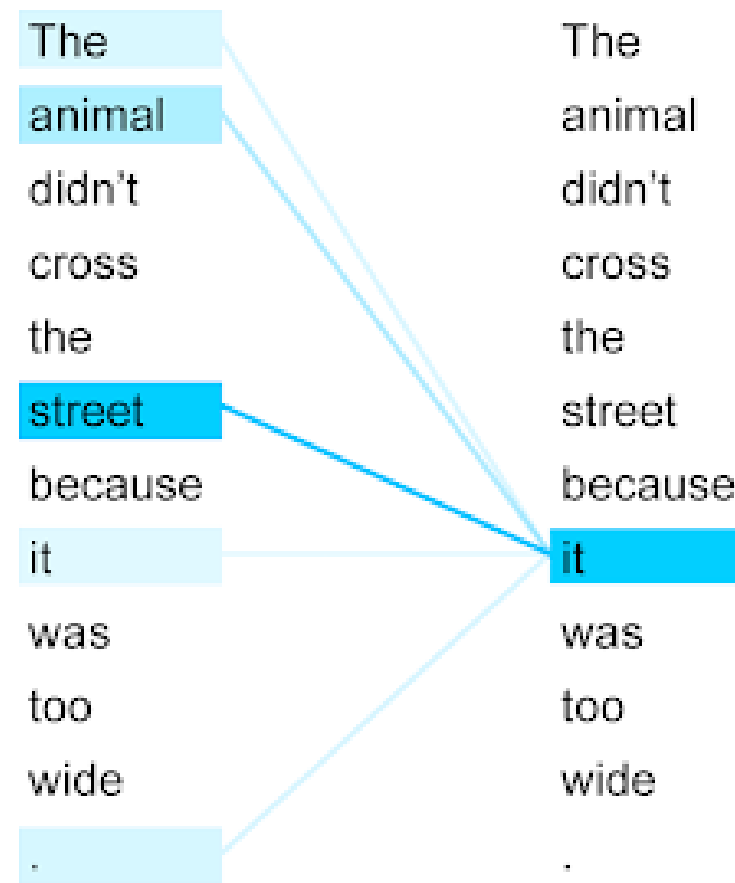 The
animal
didn't
cross
the
street
because
it
was
too
wide
.
The
animal
didn't
cross
the
street
because
it
was
too
wide
.